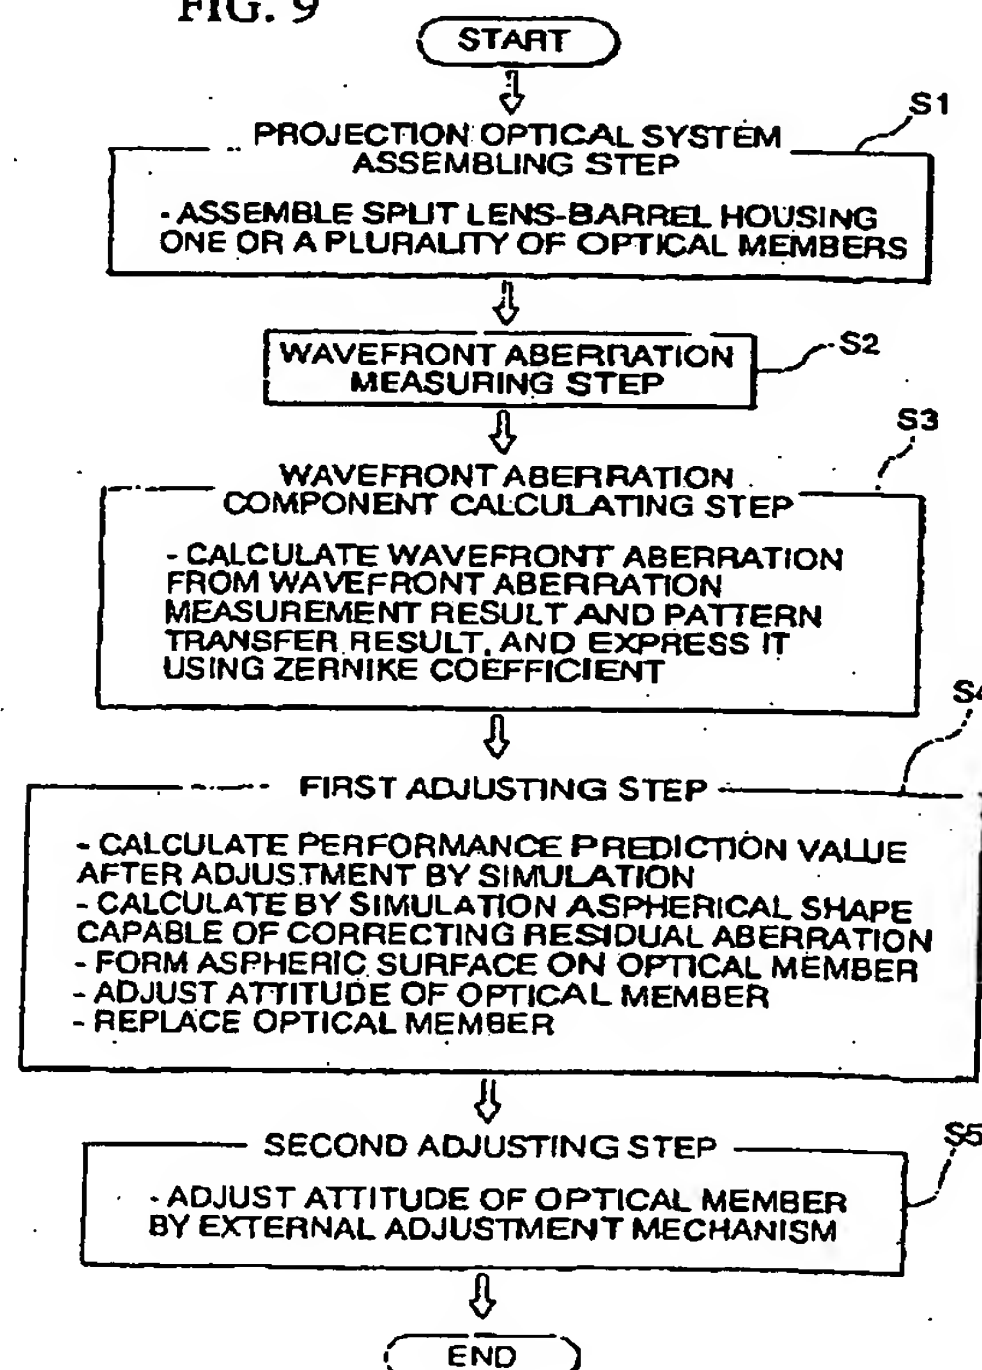 FIG. 9
START
S1
PROJECTION OPTICAL SYSTEM
ASSEMBLING STEP
- ASSEMBLE SPLIT LENS-BARREL HOUSING
ONE OR A PLURALITY OF OPTICAL MEMBERS
S2
WAVEFRONT ABERRATION
MEASURING STEP
S3
WAVEFRONT ABERRATION
COMPONENT CALCULATING STEP
- CALCULATE WAVEFRONT ABERRATION
FROM WAVEFRONT ABERRATION
MEASUREMENT RESULT AND PATTERN
TRANSFER RESULT, AND EXPRESS IT
USING ZERNIKE COEFFICIENT
S4
FIRST ADJUSTING STEP
- CALCULATE PERFORMANCE PREDICTION VALUE
AFTER ADJUSTMENT BY SIMULATION
- CALCULATE BY SIMULATION ASPHERICAL SHAPE
CAPABLE OF CORRECTING RESIDUAL ABERRATION
- FORM ASPHERIC SURFACE ON OPTICAL MEMBER
- ADJUST ATTITUDE OF OPTICAL MEMBER
- REPLACE OPTICAL MEMBER
S5
SECOND ADJUSTING STEP
- ADJUST ATTITUDE OF OPTICAL MEMBER
BY EXTERNAL ADJUSTMENT MECHANISM
END